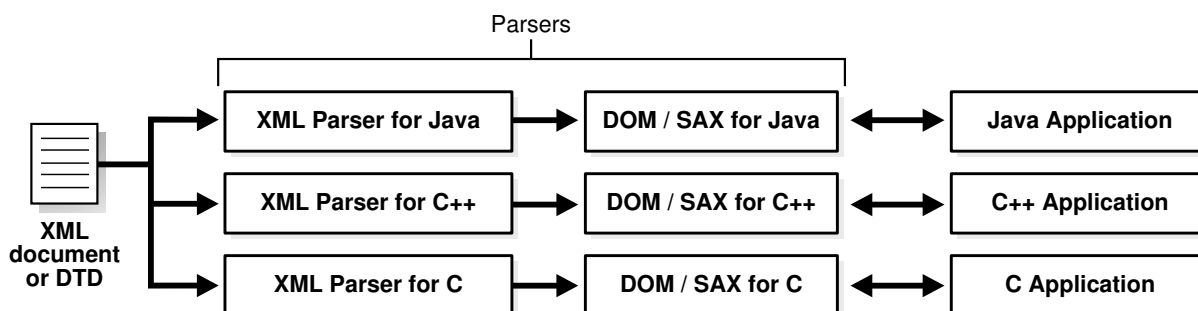 Parsers
XML Parser for Java
DOM / SAX for Java
Java Application
XML Parser for C++
DOM / SAX for C++
C++ Application
XML
document
or DTD
XML Parser for C
DOM / SAX for C
C Application